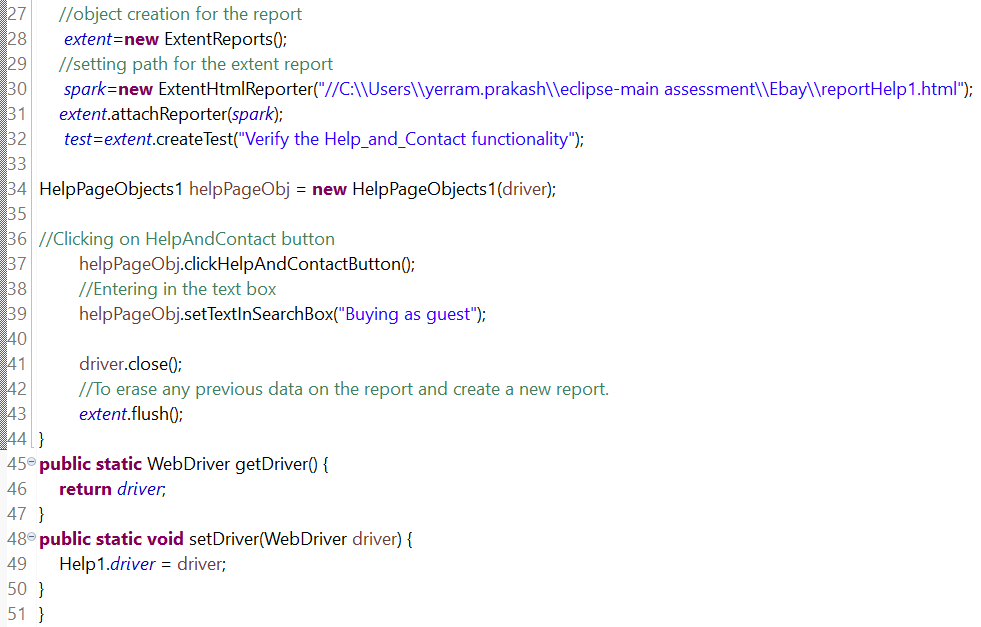 27 //object creation for the report
28 extent=new ExtentReports();
29 //setting path for the extent report
30 spark=new ExtentHtmlReporter("//C:\\Users\\yerram.prakash\\eclipse-main assessment\\Ebay\\reportHelp1.html");
31 extent.attachReporter(spark);
32 test=extent.createTest("Verify the Help_and_Contact functionality");
33
34 HelpPageObjects1 helpPageObj = new HelpPageObjects1(driver);
35
36 //Clicking on HelpAndContact button
37 helpPageObj.clickHelpAndContactButton();
38 //Entering in the text box
39 helpPageObj.setTextInSearchBox("Buying as guest");
40
41 driver.close();
42 //To erase any previous data on the report and create a new report.
43 extent.flush();
44 }
45 public static WebDriver getDriver() {
46 return driver;
47 }
48 public static void setDriver(WebDriver driver) {
49 Help1.driver = driver;
50 }
51 }